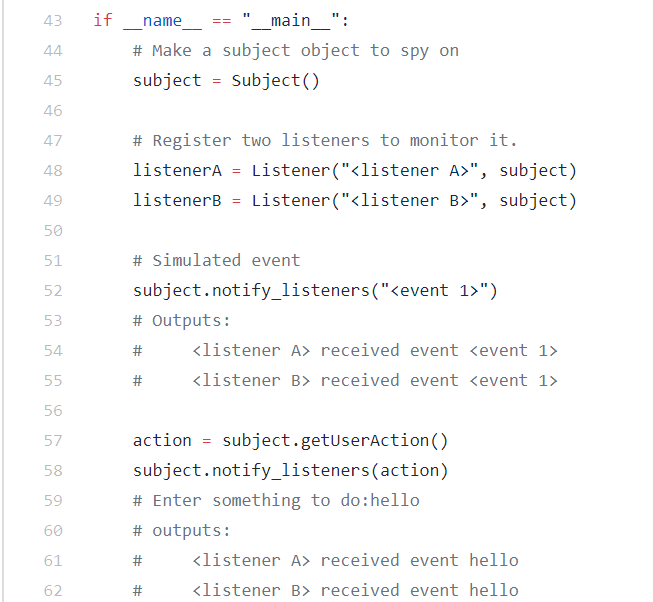 43 if __name__ == "__main__":
44 # Make a subject object to spy on
45 subject = Subject()
46
47 # Register two listeners to monitor it.
48 listenerA = Listener("<listener A>", subject)
49 listenerB = Listener("<listener B>", subject)
50
51 # Simulated event
52 subject.notify_listeners("<event 1>")
53 # Outputs:
54 #     <listener A> received event <event 1>
55 #     <listener B> received event <event 1>
56
57 action = subject.getUserAction()
58 subject.notify_listeners(action)
59 # Enter something to do:hello
60 # outputs:
61 #     <listener A> received event hello
62 #     <listener B> received event hello